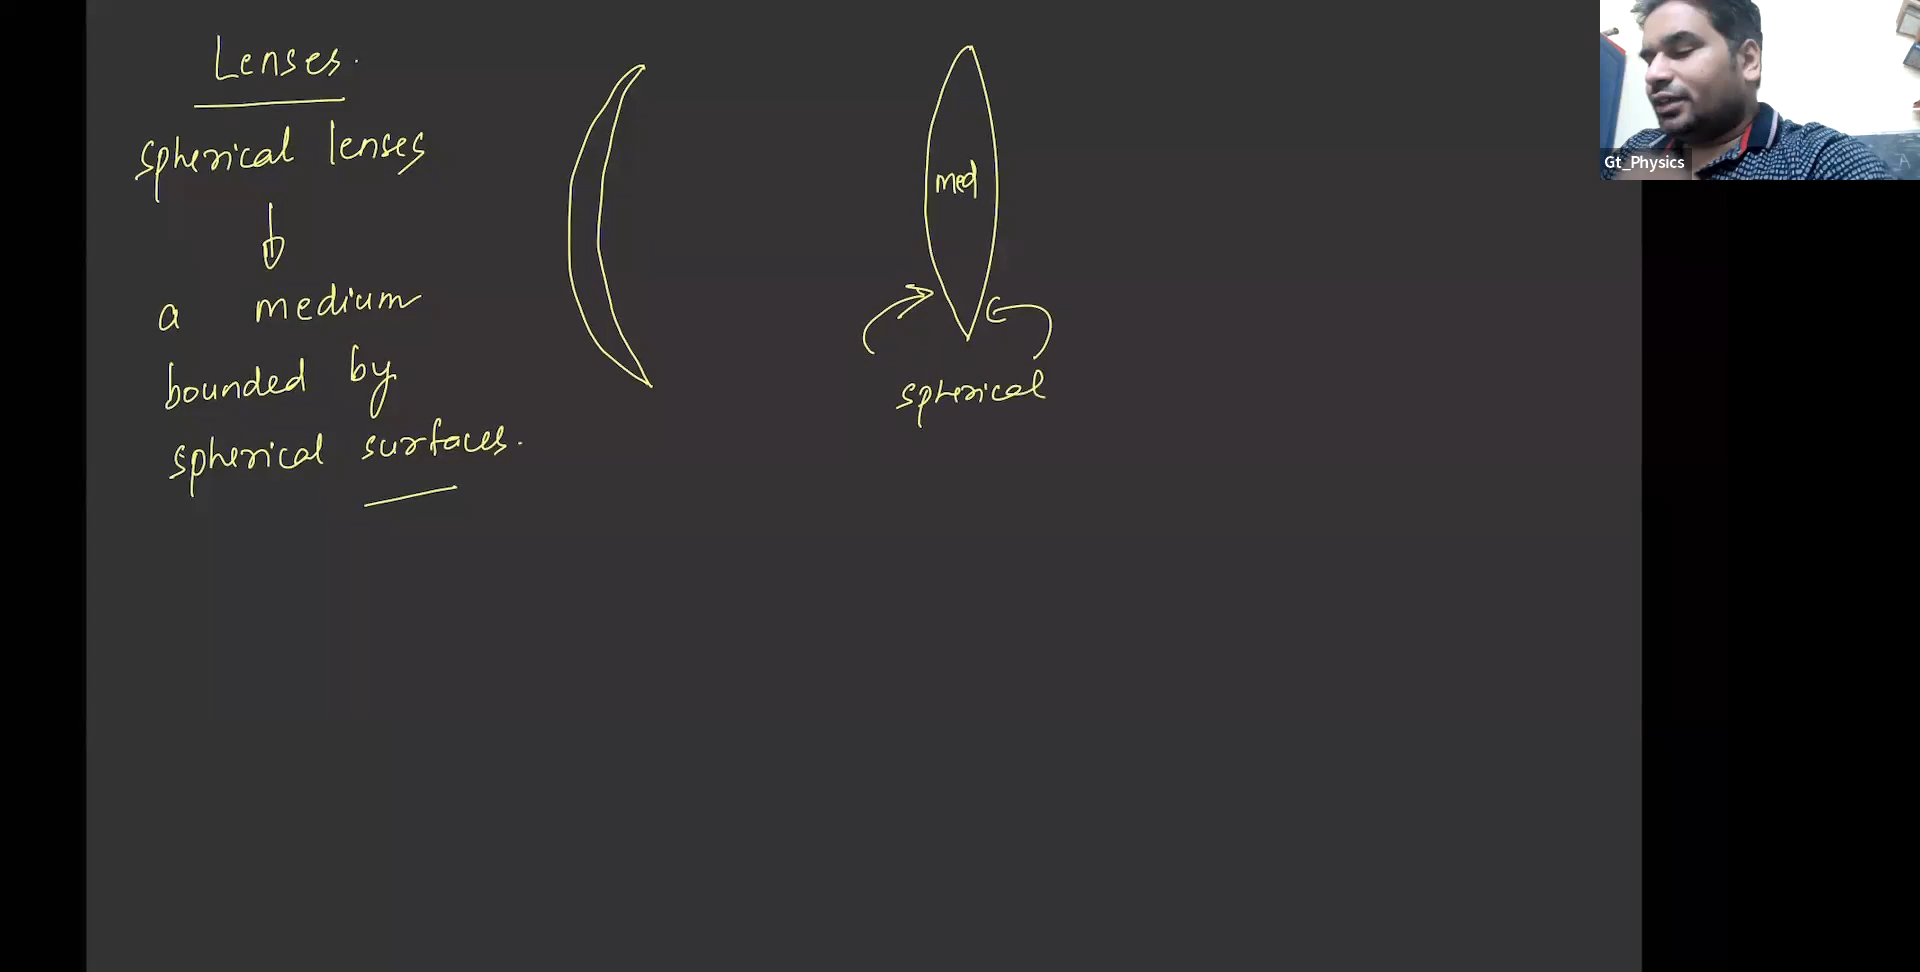 Lenses.
spherical lenses
a medium
bounded by
spherical surfaces.
med
spherical
Gt_Physics